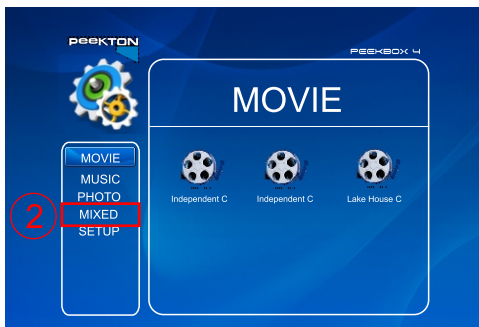 PEEKTON
PEEKBOX 4
MOVIE
MOVIE
MUSIC
PHOTO
MIXED
SETUP
2
Independent C
Independent C
Lake House C